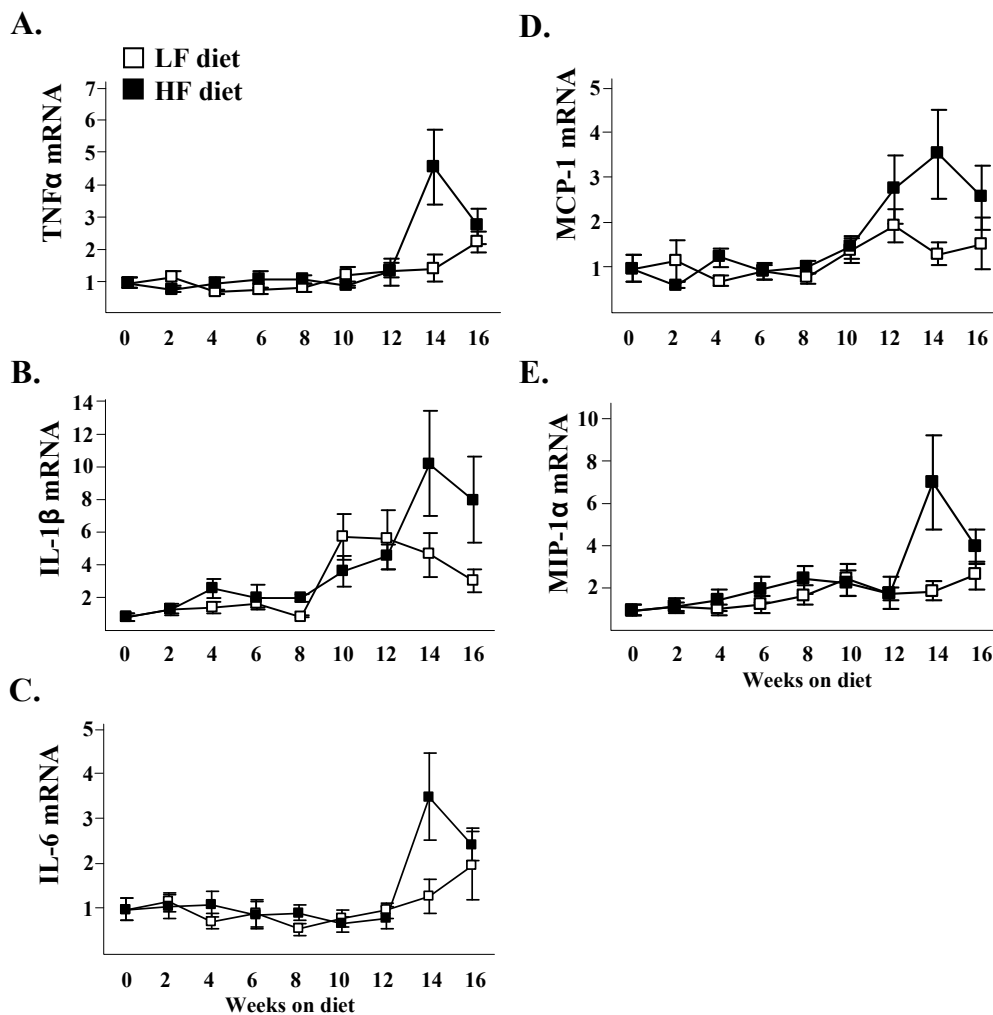 A.
LF diet
HF diet
TNFα mRNA
7
6
5
4
3
2
1
0 2 4 6 8 10 12 14 16
B.
IL-1β mRNA
14
12
10
8
6
4
2
0 2 4 6 8 10 12 14 16
C.
IL-6 mRNA
5
4
3
2
1
0 2 4 6 8 10 12 14 16
Weeks on diet
D.
MCP-1 mRNA
5
4
3
2
1
0 2 4 6 8 10 12 14 16
E.
MIP-1α mRNA
10
8
6
4
2
0 2 4 6 8 10 12 14 16
Weeks on diet